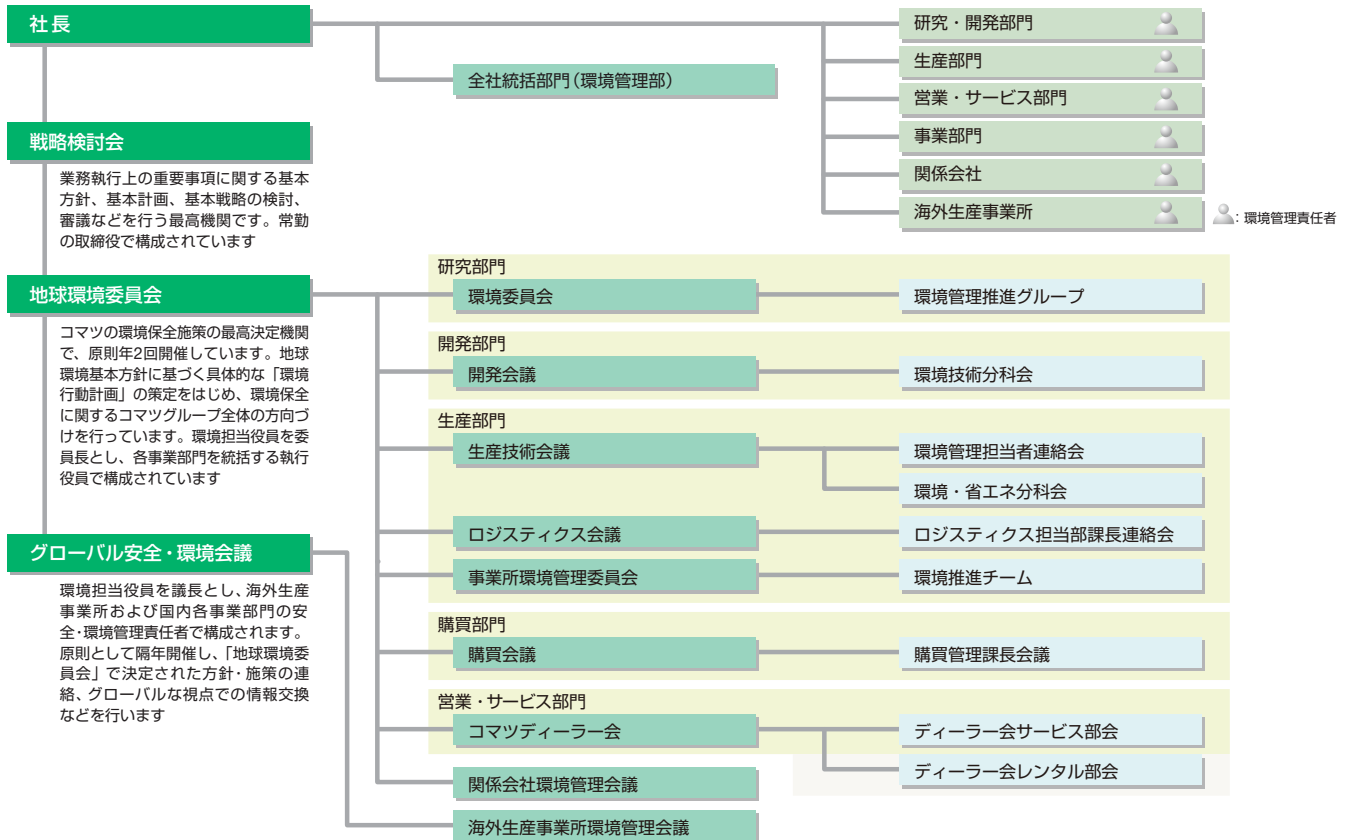 社長
全社統括部門(環境管理部)
研究・開発部門
生産部門
営業・サービス部門
事業部門
関係会社
海外生産事業所
:環境管理責任者
戦略検討会
業務執行上の重要事項に関する基本
方針、基本計画、基本戦略の検討、
審議などを行う最高機関です。常勤
の取締役で構成されています
地球環境委員会
コマツの環境保全施策の最高決定機関
で、原則年2回開催しています。地球
環境基本方針に基づく具体的な「環境
行動計画」の策定をはじめ、環境保全
に関するコマツグループ全体の方向づ
けを行っています。環境担当役員を委
員長とし、各事業部門を統括する執行
役員で構成されています
グローバル安全・環境会議
環境担当役員を議長とし、海外生産
事業所および国内各事業部門の安
全・環境管理責任者で構成されます。
原則として隔年開催し、「地球環境委
員会」で決定された方針・施策の連
絡、グローバルな視点での情報交換
などを行います
研究部門
環境委員会
環境管理推進グループ
開発部門
開発会議
環境技術分科会
生産部門
生産技術会議
環境管理担当者連絡会
環境・省エネ分科会
ロジスティクス会議
ロジスティクス担当部課長連絡会
事業所環境管理委員会
環境推進チーム
購買部門
購買会議
購買管理課長会議
営業・サービス部門
コマツディーラー会
ディーラー会サービス部会
ディーラー会レンタル部会
関係会社環境管理会議
海外生産事業所環境管理会議